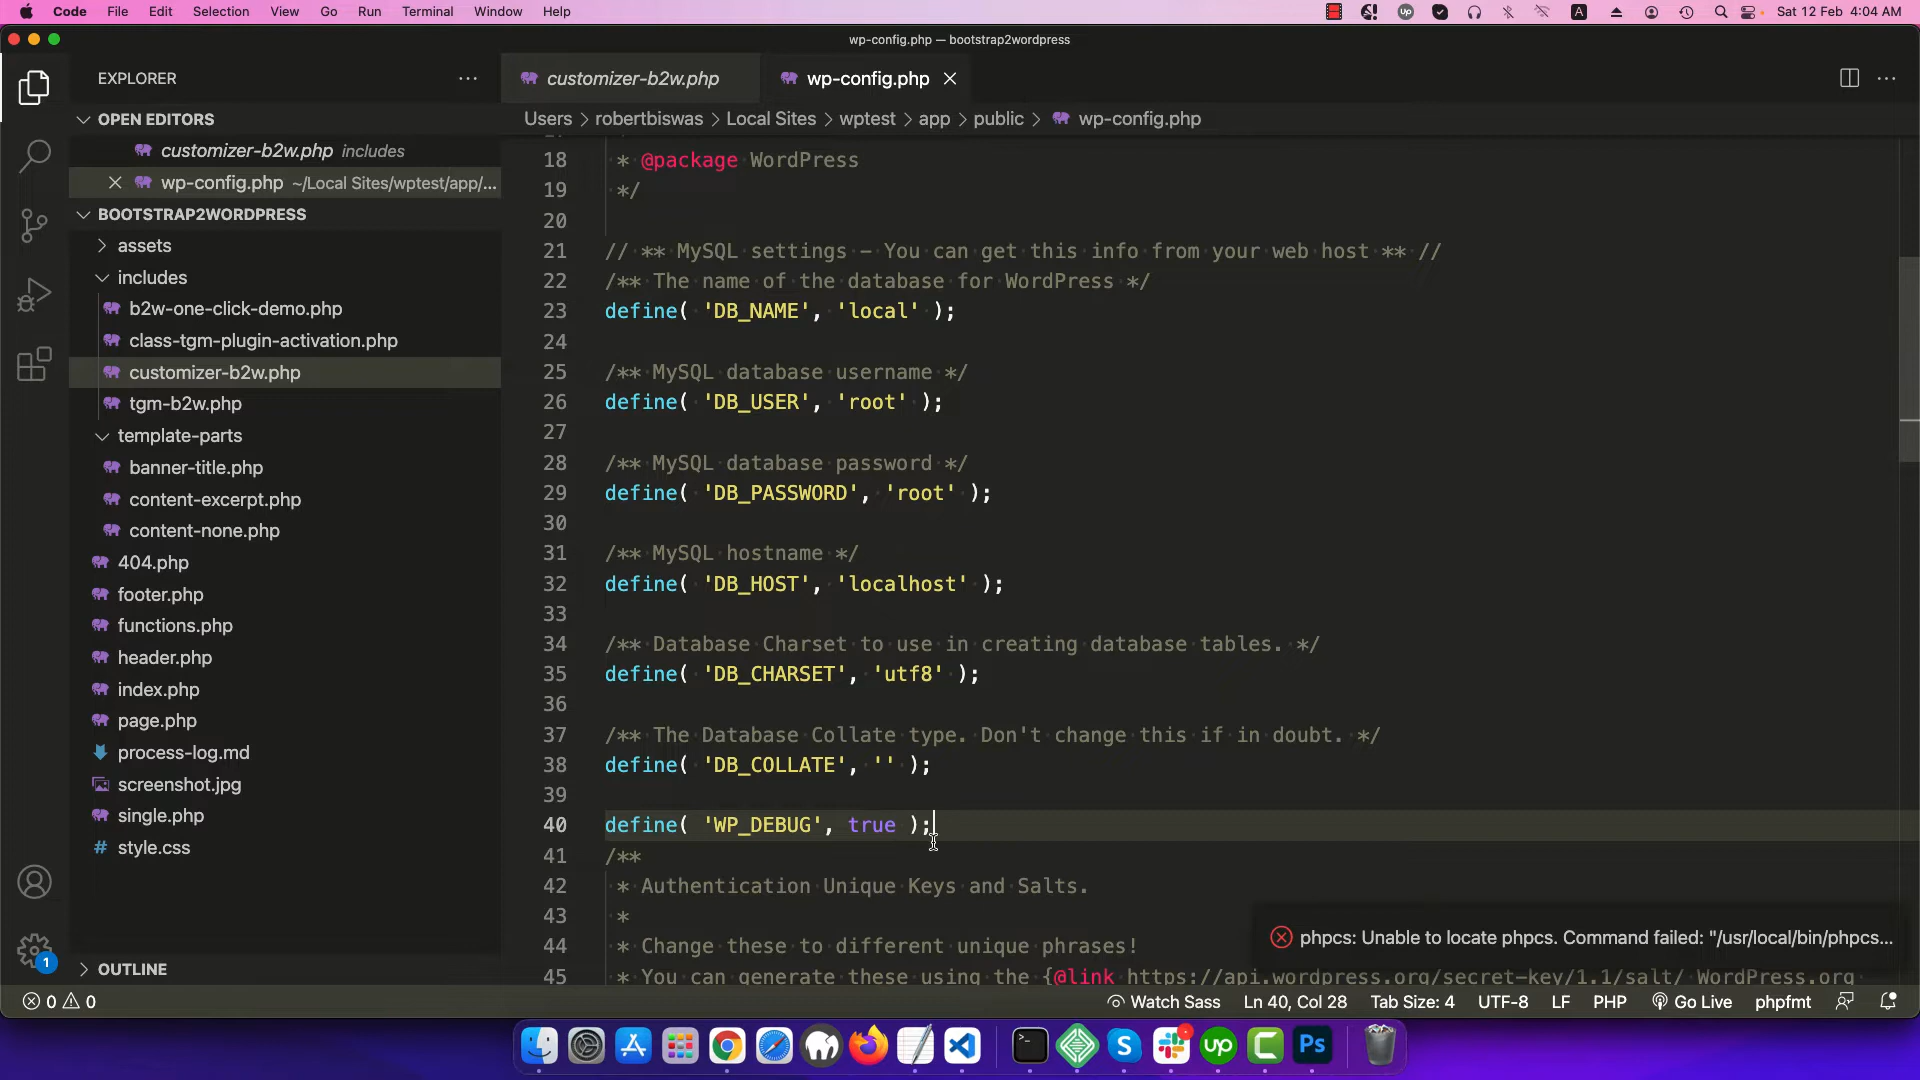 Code File Edit Selection View Go Run Terminal Window Help
A
Sat 12 Feb 4:04 AM
wp-config.php — bootstrap2wordpress
EXPLORER
customizer-b2w.php
wp-config.php
OPEN EDITORS
customizer-b2w.php includes
wp-config.php ~/Local Sites/wptest/app/...
BOOTSTRAP2WORDPRESS
assets
includes
b2w-one-click-demo.php
class-tgm-plugin-activation.php
customizer-b2w.php
tgm-b2w.php
template-parts
banner-title.php
content-excerpt.php
content-none.php
404.php
footer.php
functions.php
header.php
index.php
page.php
process-log.md
screenshot.jpg
single.php
# style.css
OUTLINE
1
Users > robertbiswas > Local Sites > wptest > app > public > wp-config.php
18 * @package WordPress
19 */
20
21 // ** MySQL settings - You can get this info from your web host ** //
22 /** The name of the database for WordPress */
23 define( 'DB_NAME', 'local' );
24
25 /** MySQL database username */
26 define( 'DB_USER', 'root' );
27
28 /** MySQL database password */
29 define( 'DB_PASSWORD', 'root' );
30
31 /** MySQL hostname */
32 define( 'DB_HOST', 'localhost' );
33
34 /** Database Charset to use in creating database tables. */
35 define( 'DB_CHARSET', 'utf8' );
36
37 /** The Database Collate type. Don't change this if in doubt. */
38 define( 'DB_COLLATE', '' );
39
40 define( 'WP_DEBUG', true );
41 /**
42 * Authentication Unique Keys and Salts.
43 *
44 * Change these to different unique phrases!
45 * You can generate these using the {@link https://api.wordpress.org/secret-key/1.1/salt/ WordPress.org
phpcs: Unable to locate phpcs. Command failed: "/usr/local/bin/phpcs...
0 0
Watch Sass Ln 40, Col 28 Tab Size: 4 UTF-8 LF PHP Go Live phpfmt
up
Ps